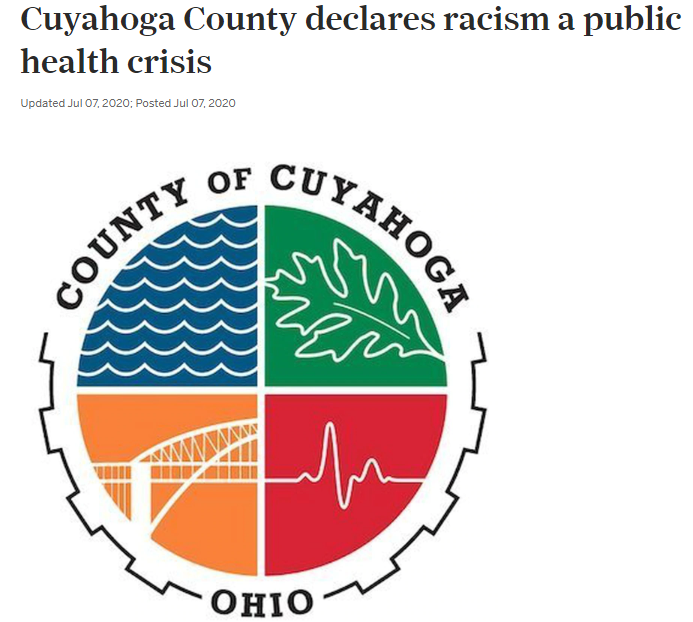 Cuyahoga County declares racism a public
health crisis
Updated Jul 07, 2020; Posted Jul 07, 2020
COUNTY OF CUYAHOGA
OHIO